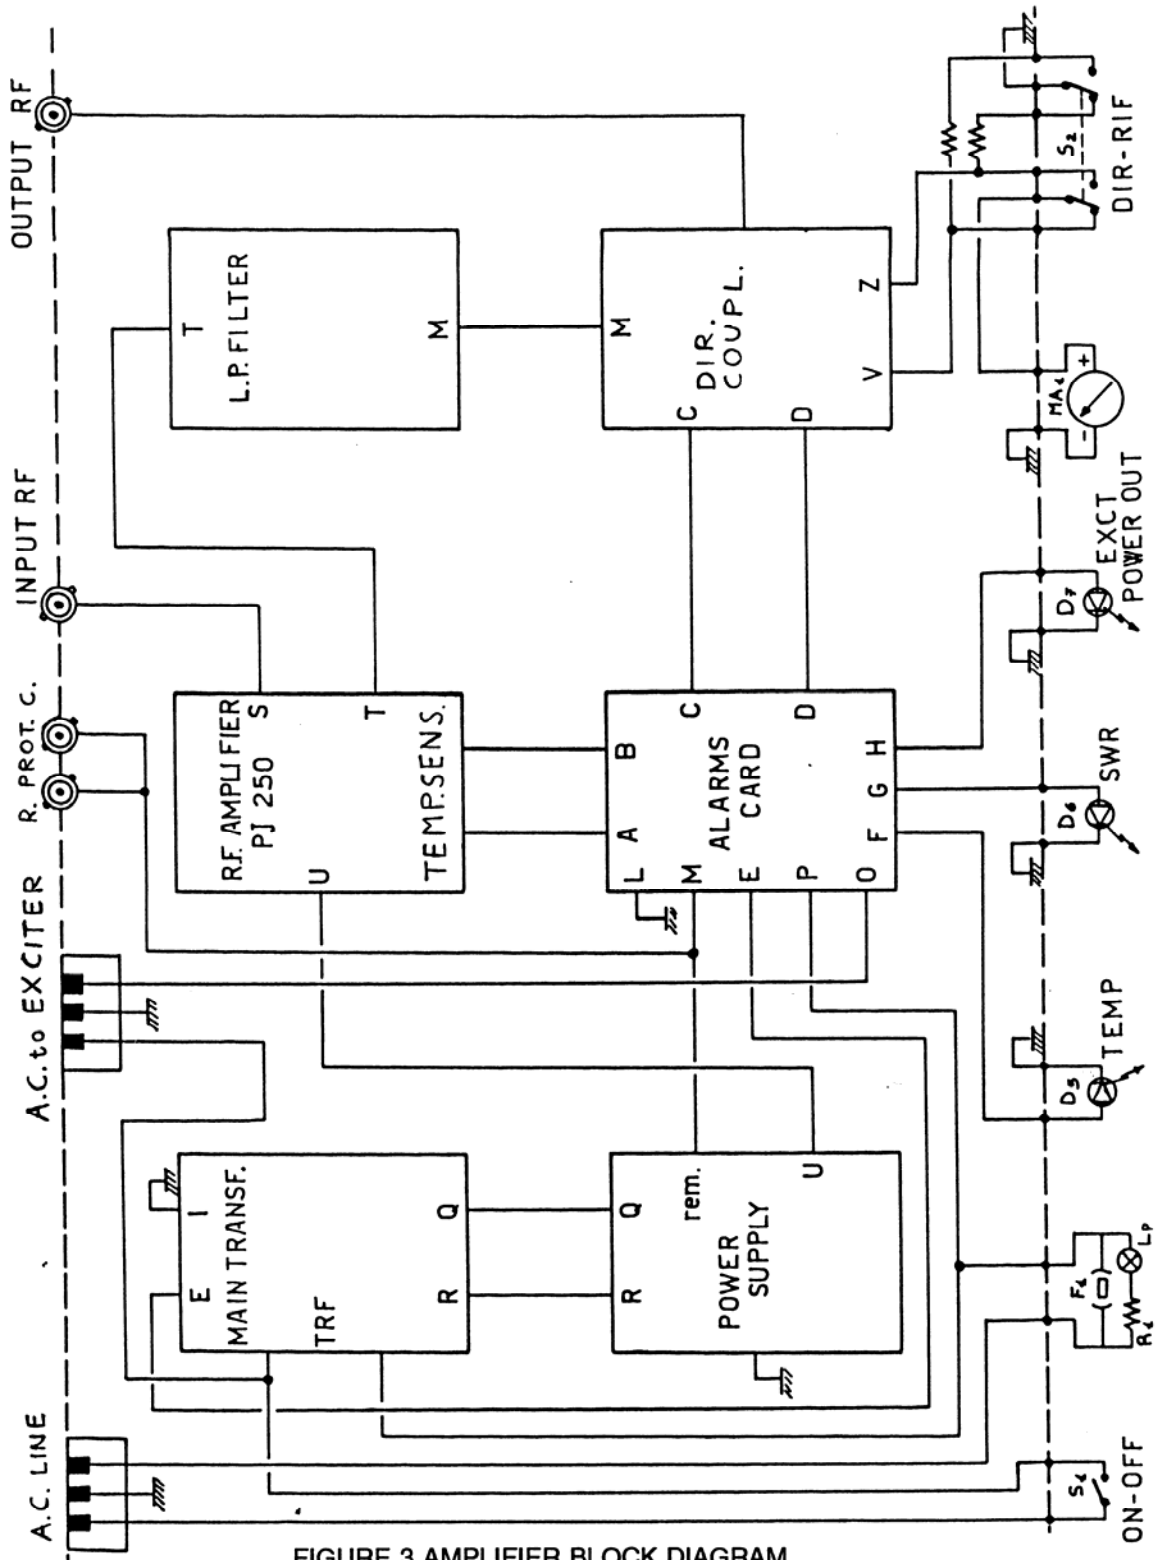 OUTPUT RF
INPUT RF
R. PROT. C.
A.C. to EXCITER
A.C. LINE
T
L.P. FILTER
M
M
DIR.
COUPL.
C
D
V
Z
R.F. AMPLIFIER
PJ 250
S
T
U
TEMP. SENS.
A
B
ALARMS
CARD
C
D
L
M
E
P
O
F
G
H
I
E
MAIN TRANSF.
TRF
Q
R
Q
R
rem.
POWER
SUPPLY
U
S2
DIR-RIF
MA1
+
-
D7
EXCT
POWER OUT
D6
SWR
D5
TEMP
F1
LP
R1
S1
ON-OFF
FIGURE 3 AMPLIFIER BLOCK DIAGRAM